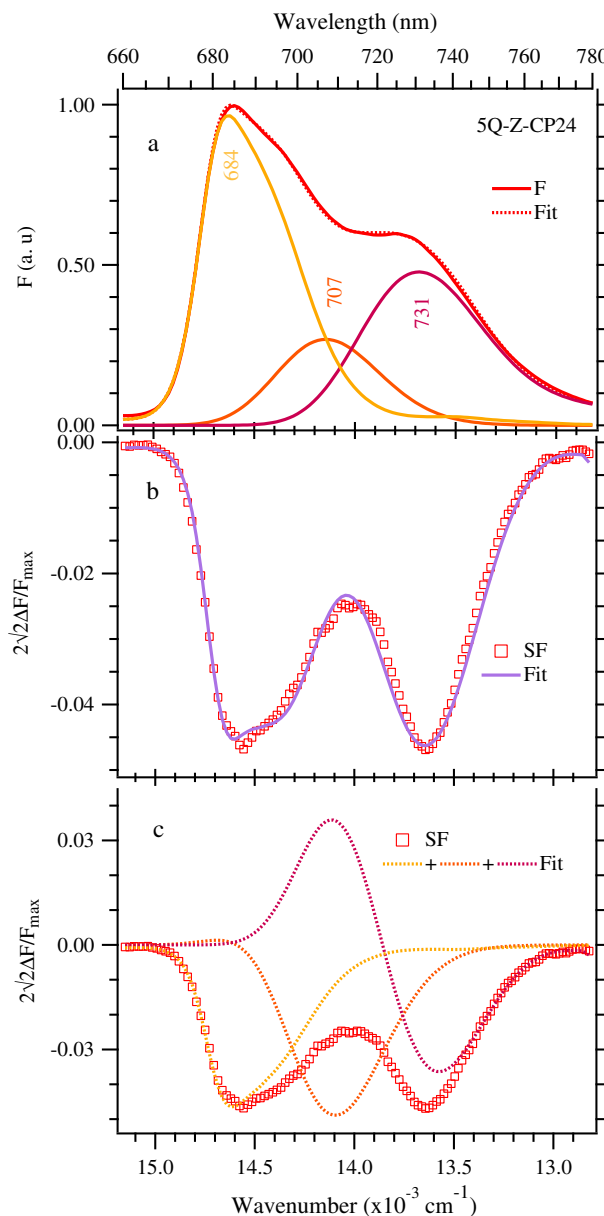 Wavelength (nm)
660 680 700 720 740 760 780
a
5Q-Z-CP24
F
Fit
684
707
731
1.00
0.50
0.00
F (a. u)
b
0.00
-0.02
-0.04
2√2ΔF/Fmax
SF
Fit
c
0.03
0.00
-0.03
2√2ΔF/Fmax
SF
+ + Fit
15.0 14.5 14.0 13.5 13.0
Wavenumber (x10⁻³ cm⁻¹)